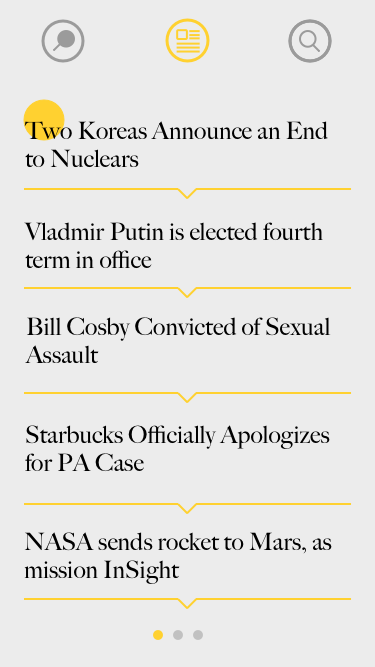 Two Koreas Announce an End
to Nuclears
Vladmir Putin is elected fourth
term in office
Bill Cosby Convicted of Sexual
Assault
Starbucks Officially Apologizes
for PA Case
NASA sends rocket to Mars, as
mission InSight